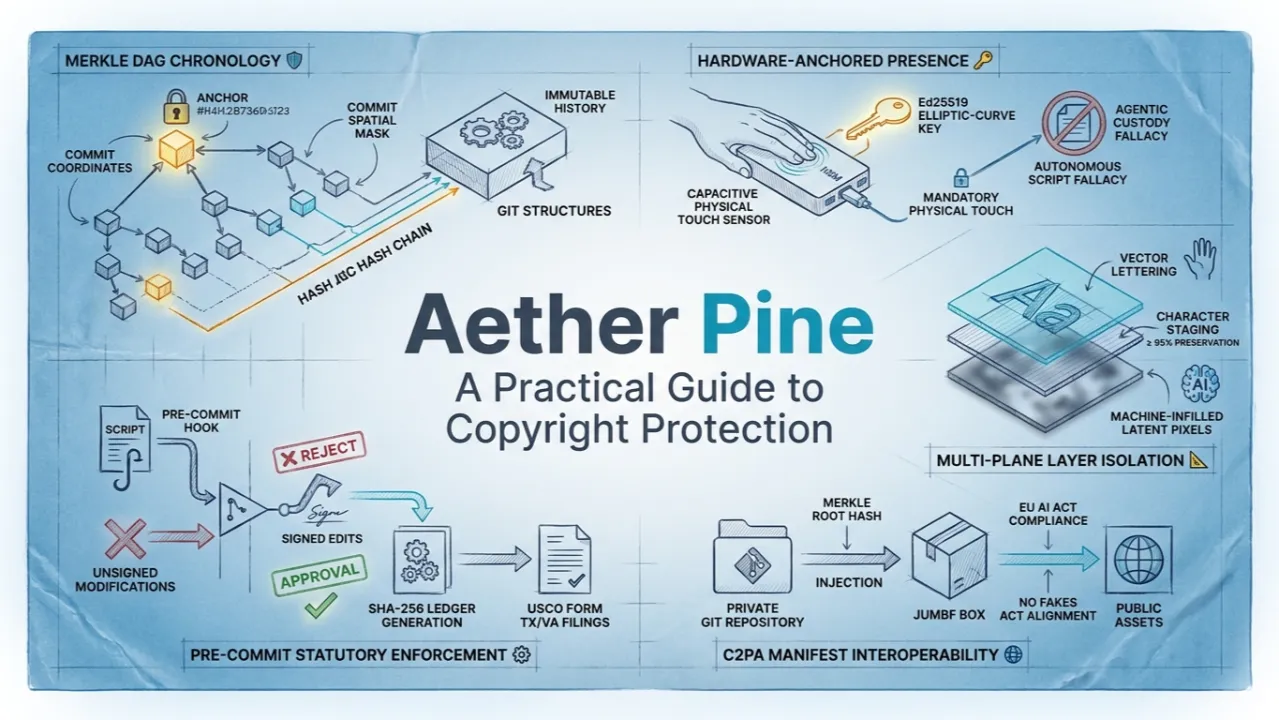 MERKLE DAG CHRONOLOGY
ANCHOR
COMMIT
SPATIAL
MASK
COMMIT
COORDINATES
IMMUTABLE
HISTORY
GIT STRUCTURES
HASH HASH CHAIN
HARDWARE-ANCHORED PRESENCE
Ed25519
ELLIPTIC-CURVE
KEY
AGENTIC
CUSTODY
FALLACY
AUTONOMOUS
SCRIPT FALLACY
CAPACITIVE
PHYSICAL
TOUCH SENSOR
MANDATORY
PHYSICAL TOUCH
Aether Pine
A Practical Guide to
Copyright Protection
VECTOR
LETTERING
Aa
CHARACTER
STAGING
≥ 95% PRESERVATION
AI
MACHINE-INFILLED
LATENT PIXELS
MULTI-PLANE LAYER ISOLATION
SCRIPT
PRE-COMMIT
HOOK
REJECT
SIGNED EDITS
UNSIGNED
MODIFICATIONS
APPROVAL
SHA-256 LEDGER
GENERATION
USCO FORM
TX/VA FILINGS
PRE-COMMIT STATUTORY ENFORCEMENT
MERKLE
ROOT HASH
INJECTION
PRIVATE
GIT REPOSITORY
JUMBF BOX
EU AI ACT
COMPLIANCE
NO FAKES
ACT ALIGNMENT
PUBLIC
ASSETS
C2PA MANIFEST INTEROPERABILITY